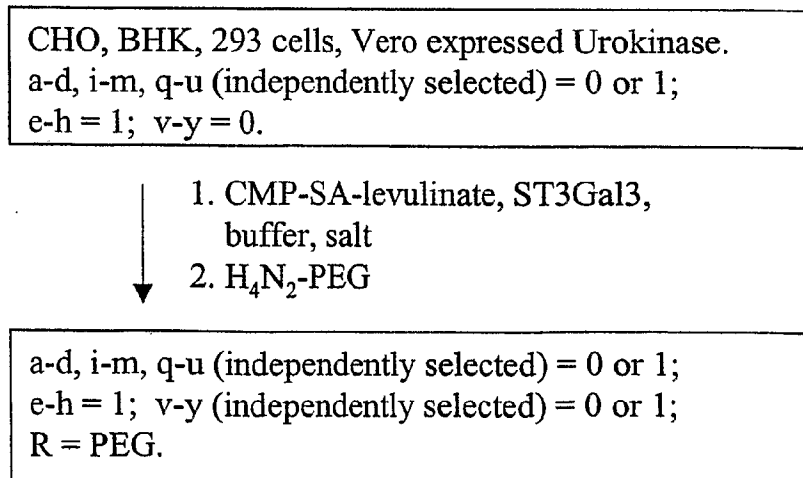 CHO, BHK, 293 cells, Vero expressed Urokinase.
a-d, i-m, q-u (independently selected) = 0 or 1;
e-h = 1; v-y = 0.
1. CMP-SA-levulinate, ST3Gal3,
buffer, salt
2. H₄N₂-PEG
a-d, i-m, q-u (independently selected) = 0 or 1;
e-h = 1; v-y (independently selected) = 0 or 1;
R = PEG.